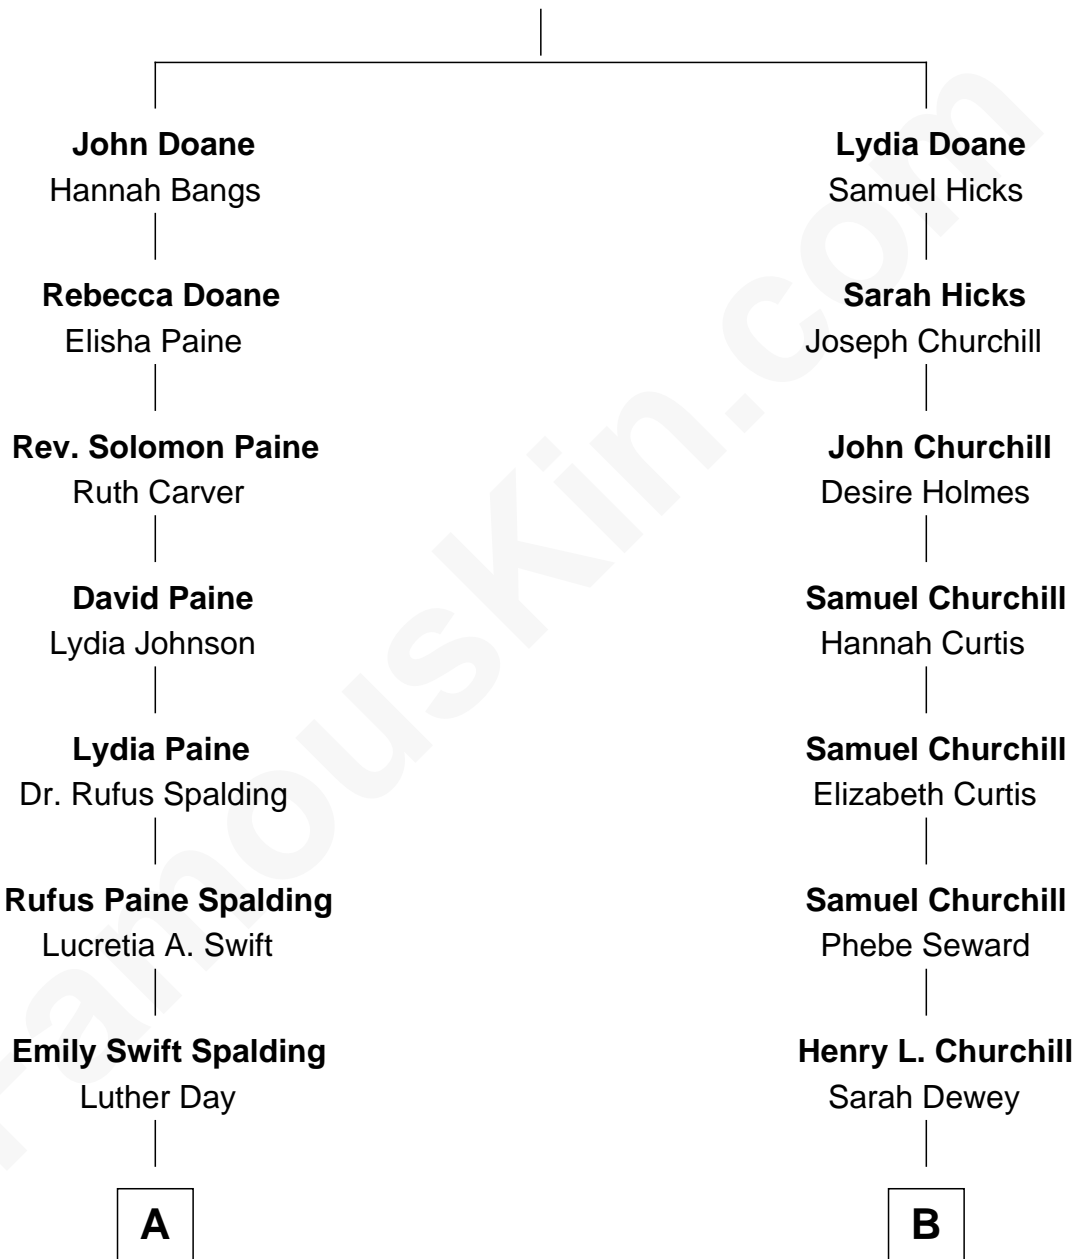 John Doane
Hannah Bangs
Rebecca Doane
Elisha Paine
Rev. Solomon Paine
Ruth Carver
David Paine
Lydia Johnson
Lydia Paine
Dr. Rufus Spalding
Rufus Paine Spalding
Lucretia A. Swift
Emily Swift Spalding
Luther Day
A
Lydia Doane
Samuel Hicks
Sarah Hicks
Joseph Churchill
John Churchill
Desire Holmes
Samuel Churchill
Hannah Curtis
Samuel Churchill
Elizabeth Curtis
Samuel Churchill
Phebe Seward
Henry L. Churchill
Sarah Dewey
B
FamousKin.com